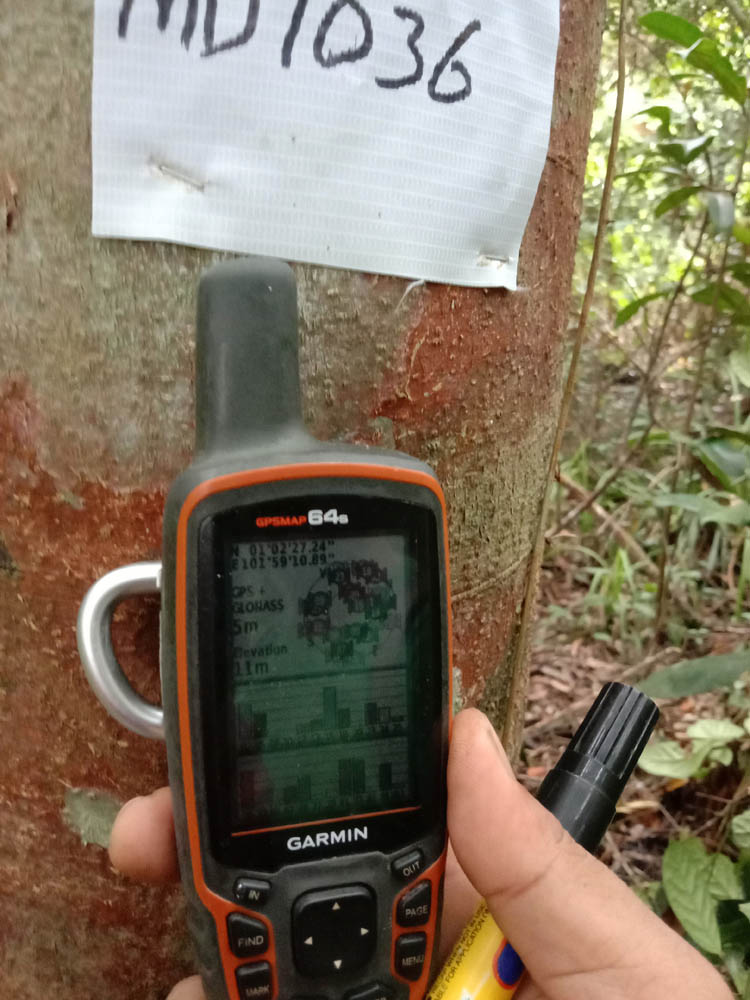 MD1036
GPSMAP 64s
N 01°02'27.24"
E101°59'10.89"
GPS +
GLONASS
5m
Elevation
11m
GARMIN
IN
OUT
FIND
PAGE
MARK
MENU